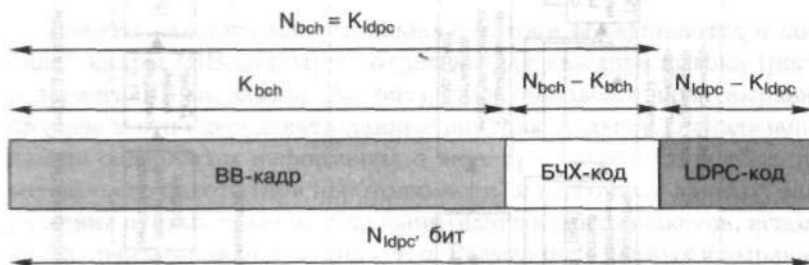 N_bch = K_ldpc
K_bch
N_bch – K_bch
N_ldpc – K_ldpc
BB-кадр
БЧХ-код
LDPC-код
N_ldpc, бит